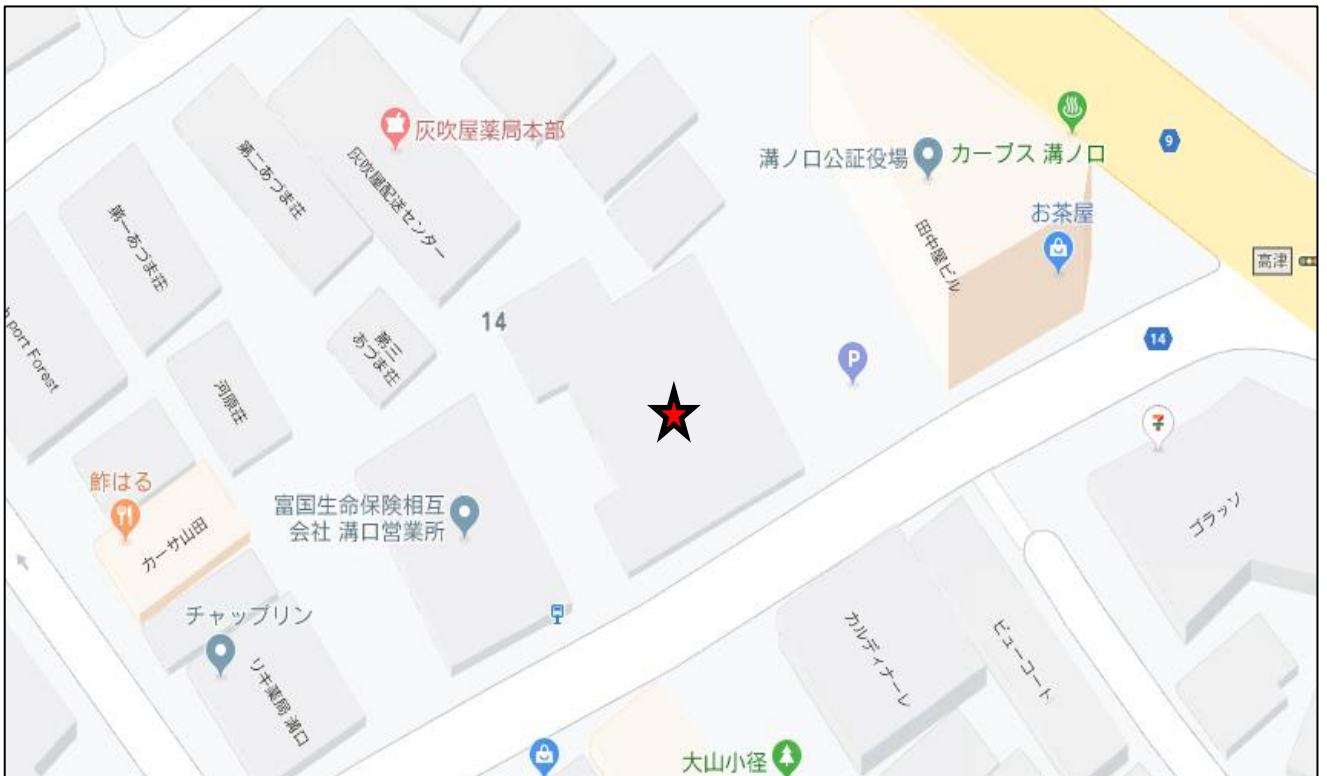 灰吹屋薬局本部
溝ノ口公証役場
カーブス 溝ノ口
9
第二あづま荘
灰吹屋配送センター
お茶屋
第一あづま荘
田中屋ビル
高津
14
14
port Forest
第三
あづま荘
P
河原荘
7
鮓はる
富国生命保険相互
会社 溝口営業所
ゴラッソ
カーサ山田
チャップリン
カルディナーレ
ビューコート
リキ薬局 溝口
大山小径